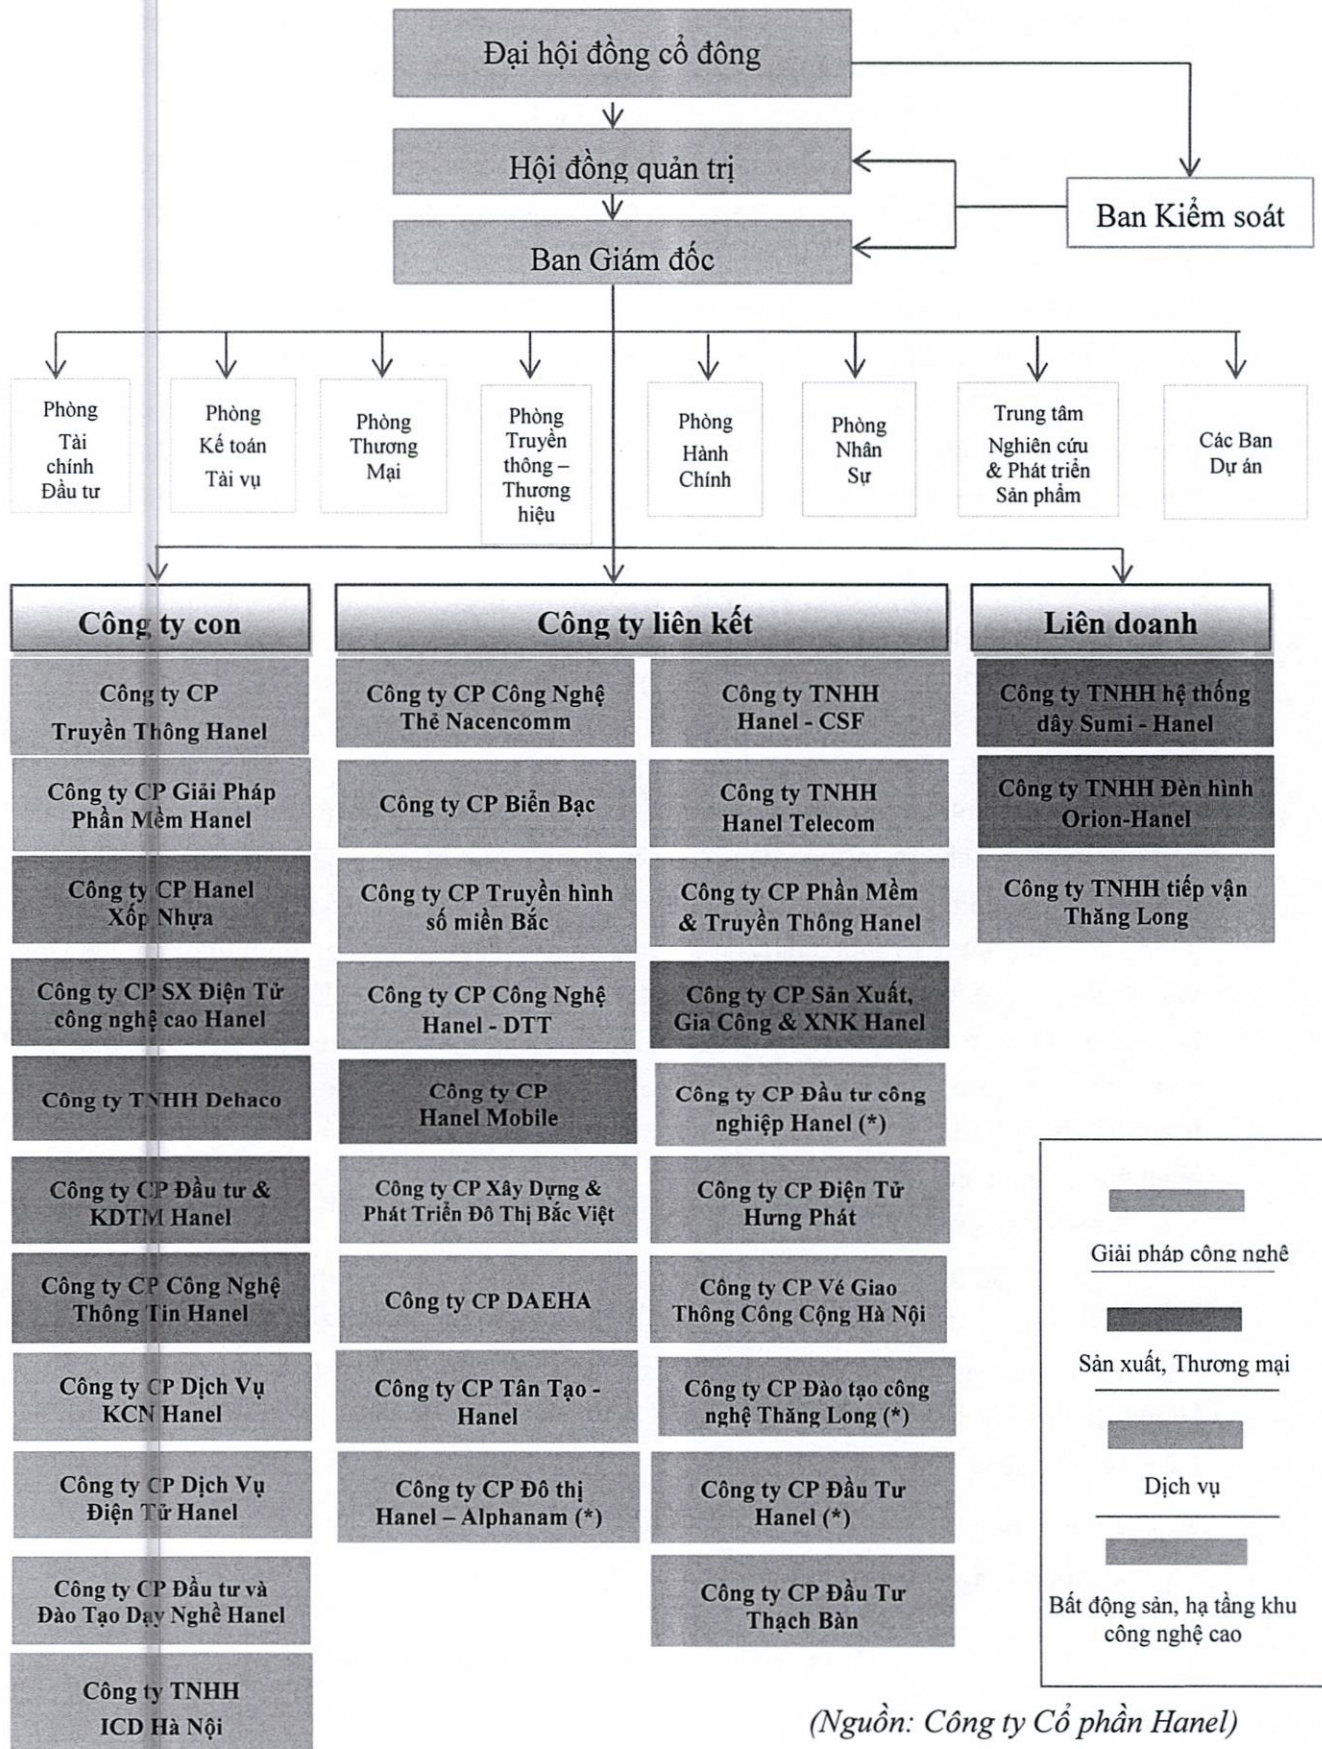 Đại hội đồng cổ đông
Hội đồng quản trị
Ban Kiểm soát
Ban Giám đốc
Phòng
Tài
chính
Đầu tư
Phòng
Kế toán
Tài vụ
Phòng
Thương
Mại
Phòng
Truyền
thông –
Thương
hiệu
Phòng
Hành
Chính
Phòng
Nhân
Sự
Trung tâm
Nghiên cứu
& Phát triển
Sản phẩm
Các Ban
Dự án
Công ty con
Công ty CP
Truyền Thông Hanel
Công ty CP Giải Pháp
Phần Mềm Hanel
Công ty CP Hanel
Xốp Nhựa
Công ty CP SX Điện Tử
công nghệ cao Hanel
Công ty TNHH Dehaco
Công ty CP Đầu tư &
KDTM Hanel
Công ty CP Công Nghệ
Thông Tin Hanel
Công ty CP Dịch Vụ
KCN Hanel
Công ty CP Dịch Vụ
Điện Tử Hanel
Công ty CP Đầu tư và
Đào Tạo Dạy Nghề Hanel
Công ty TNHH
ICD Hà Nội
Công ty liên kết
Công ty CP Công Nghệ
Thẻ Nacencomm
Công ty CP Biển Bạc
Công ty CP Truyền hình
số miền Bắc
Công ty CP Công Nghệ
Hanel - DTT
Công ty CP
Hanel Mobile
Công ty CP Xây Dựng &
Phát Triển Đô Thị Bắc Việt
Công ty CP DAEHA
Công ty CP Tân Tạo -
Hanel
Công ty CP Đô thị
Hanel – Alphanam (*)
Công ty TNHH
Hanel - CSF
Công ty TNHH
Hanel Telecom
Công ty CP Phần Mềm
& Truyền Thông Hanel
Công ty CP Sản Xuất,
Gia Công & XNK Hanel
Công ty CP Đầu tư công
nghiệp Hanel (*)
Công ty CP Điện Tử
Hưng Phát
Công ty CP Vé Giao
Thông Công Cộng Hà Nội
Công ty CP Đào tạo công
nghệ Thăng Long (*)
Công ty CP Đầu Tư
Hanel (*)
Công ty CP Đầu Tư
Thạch Bàn
Liên doanh
Công ty TNHH hệ thống
dây Sumi - Hanel
Công ty TNHH Đèn hình
Orion-Hanel
Công ty TNHH tiếp vận
Thăng Long
Giải pháp công nghệ
Sản xuất, Thương mại
Dịch vụ
Bất động sản, hạ tầng khu
công nghệ cao
(Nguồn: Công ty Cổ phần Hanel)